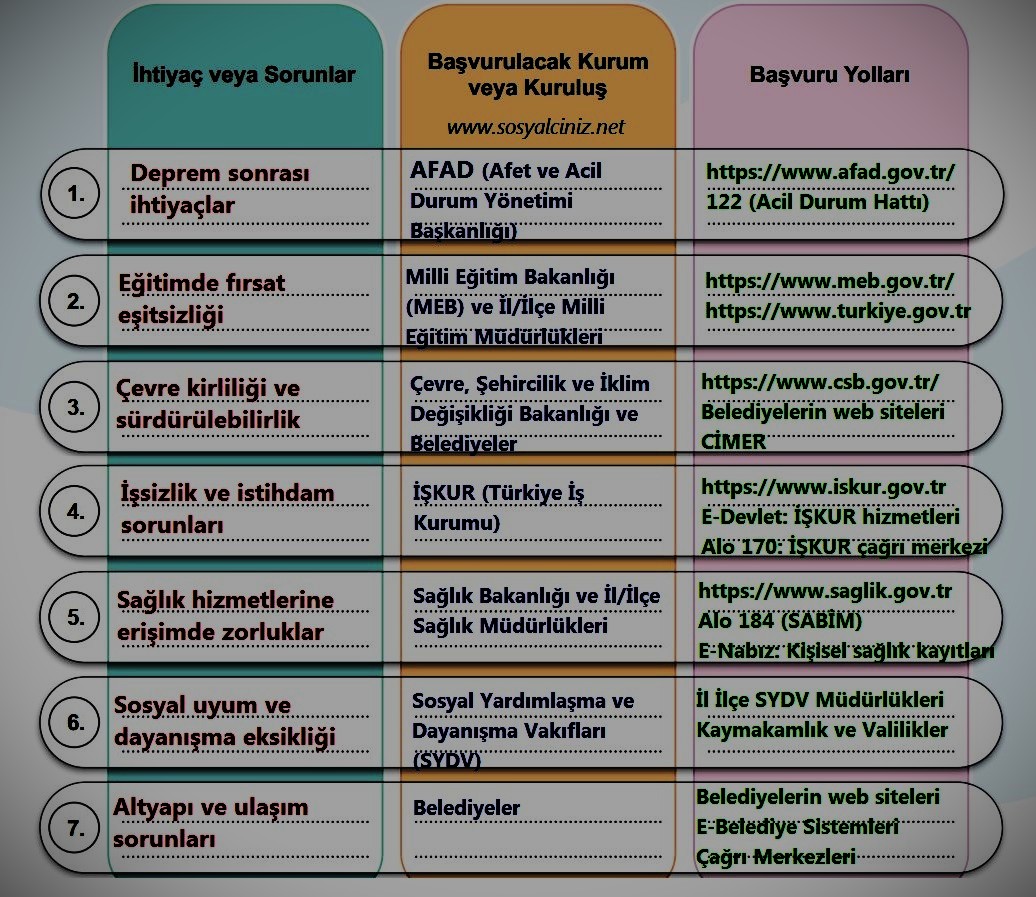 İhtiyaç veya Sorunlar
Başvurulacak Kurum
veya Kuruluş
www.sosyalciniz.net
Başvuru Yolları
1.
Deprem sonrası
ihtiyaçlar
AFAD (Afet ve Acil
Durum Yönetimi
Başkanlığı)
https://www.afad.gov.tr/
122 (Acil Durum Hattı)
2.
Eğitimde fırsat
eşitsizliği
Milli Eğitim Bakanlığı
(MEB) ve İl/İlçe Milli
Eğitim Müdürlükleri
https://www.meb.gov.tr/
https://www.turkiye.gov.tr
3.
Çevre kirliliği ve
sürdürülebilirlik
Çevre, Şehircilik ve İklim
Değişikliği Bakanlığı ve
Belediyeler
https://www.csb.gov.tr/
Belediyelerin web siteleri
CİMER
4.
İşsizlik ve istihdam
sorunları
İŞKUR (Türkiye İş
Kurumu)
https://www.iskur.gov.tr
E-Devlet: İŞKUR hizmetleri
Alo 170: İŞKUR çağrı merkezi
5.
Sağlık hizmetlerine
erişimde zorluklar
Sağlık Bakanlığı ve İl/İlçe
Sağlık Müdürlükleri
https://www.saglik.gov.tr
Alo 184 (SABİM)
E-Nabız: Kişisel sağlık kayıtları
6.
Sosyal uyum ve
dayanışma eksikliği
Sosyal Yardımlaşma ve
Dayanışma Vakıfları
(SYDV)
İl İlçe SYDV Müdürlükleri
Kaymakamlık ve Valilikler
7.
Altyapı ve ulaşım
sorunları
Belediyeler
Belediyelerin web siteleri
E-Belediye Sistemleri
Çağrı Merkezleri